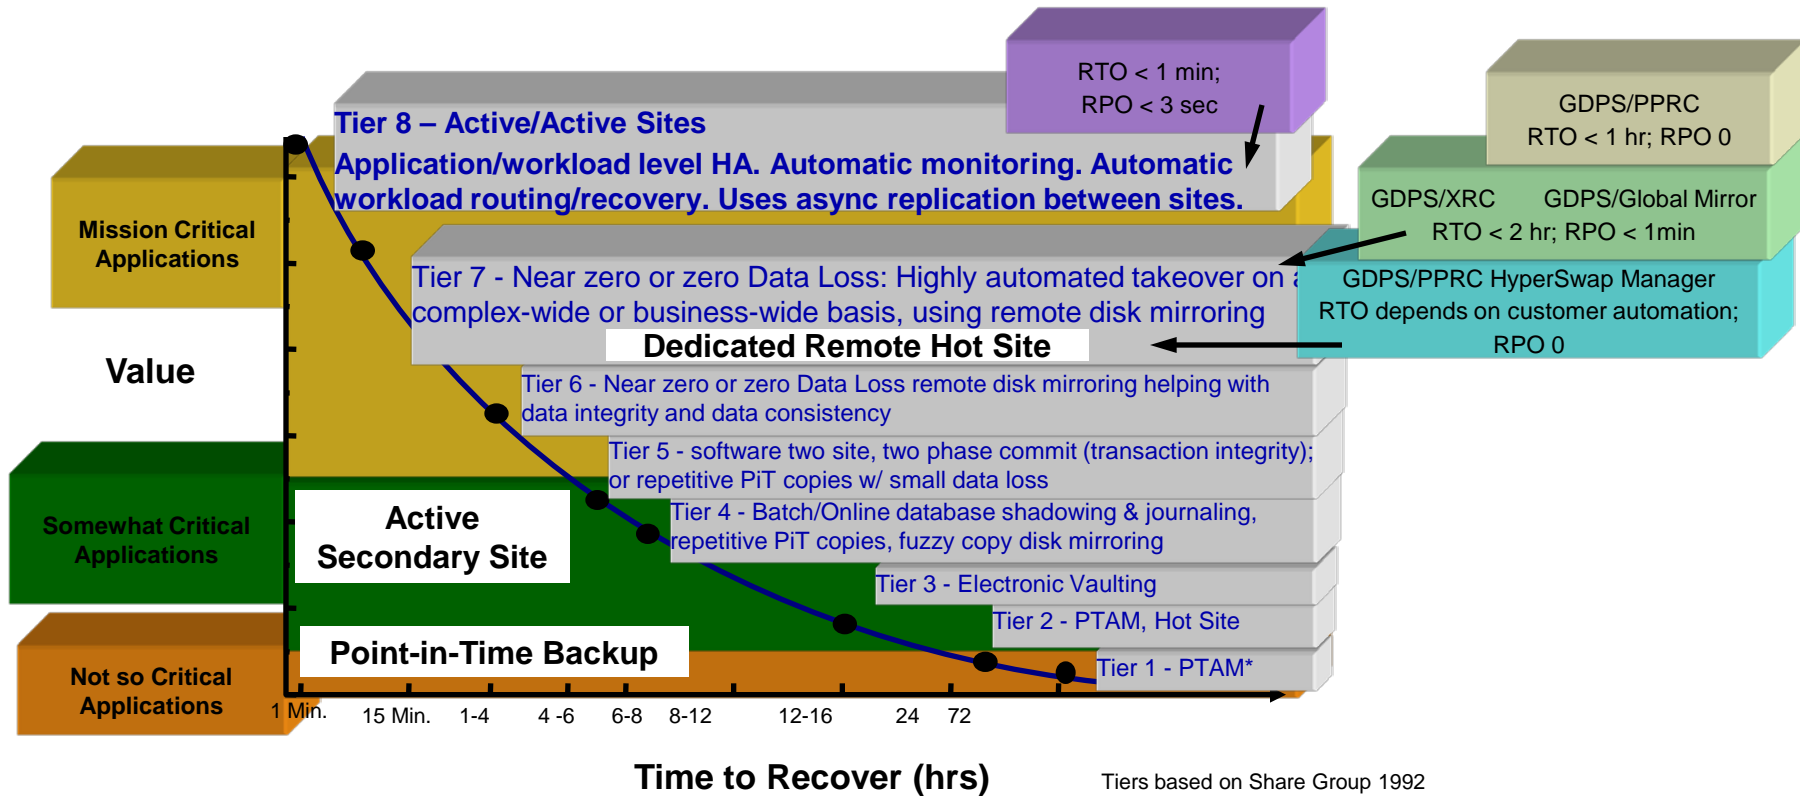 RTO < 1 min;
RPO < 3 sec
GDPS/PPRC
RTO < 1 hr; RPO 0
Tier 8 – Active/Active Sites
Application/workload level HA. Automatic monitoring. Automatic
workload routing/recovery. Uses async replication between sites.
GDPS/XRC GDPS/Global Mirror
RTO < 2 hr; RPO < 1min
Mission Critical
Applications
Tier 7 - Near zero or zero Data Loss: Highly automated takeover on a
complex-wide or business-wide basis, using remote disk mirroring
Dedicated Remote Hot Site
GDPS/PPRC HyperSwap Manager
RTO depends on customer automation;
RPO 0
Value
Tier 6 - Near zero or zero Data Loss remote disk mirroring helping with
data integrity and data consistency
Tier 5 - software two site, two phase commit (transaction integrity);
or repetitive PiT copies w/ small data loss
Somewhat Critical
Applications
Active
Secondary Site
Tier 4 - Batch/Online database shadowing & journaling,
repetitive PiT copies, fuzzy copy disk mirroring
Tier 3 - Electronic Vaulting
Tier 2 - PTAM, Hot Site
Point-in-Time Backup
Tier 1 - PTAM*
Not so Critical
Applications
1 Min. 15 Min. 1-4 4 -6 6-8 8-12 12-16 24 72
Time to Recover (hrs)
Tiers based on Share Group 1992